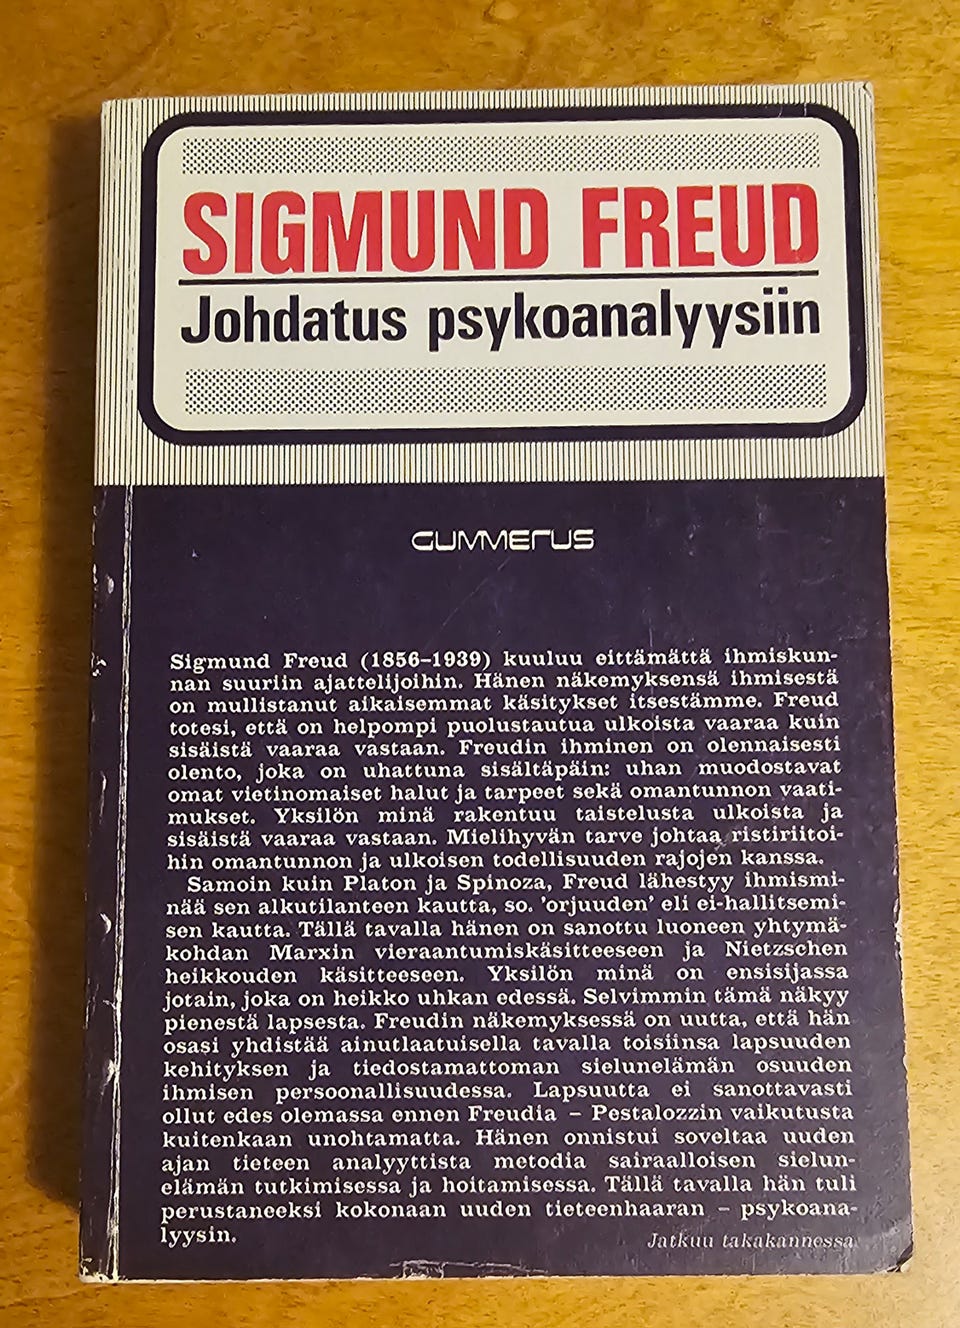 SIGMUND FREUD
Johdatus psykoanalyysiin
GUMMERUS
Sigmund Freud (1856–1939) kuuluu eittämättä ihmiskun-
nan suuriin ajattelijoihin. Hänen näkemyksensä ihmisestä
on mullistanut aikaisemmat käsitykset itsestämme. Freud
totesi, että on helpompi puolustautua ulkoista vaaraa kuin
sisäistä vaaraa vastaan. Freudin ihminen on olennaisesti
olento, joka on uhattuna sisältäpäin: uhan muodostavat
omat vietinomaiset halut ja tarpeet sekä omantunnon vaati-
mukset. Yksilön minä rakentuu taistelusta ulkoista ja
sisäistä vaaraa vastaan. Mielihyvän tarve johtaa ristiriitoi-
hin omantunnon ja ulkoisen todellisuuden rajojen kanssa.
Samoin kuin Platon ja Spinoza, Freud lähestyy ihmismi-
nää sen alkutilanteen kautta, so. 'orjuuden' eli ei-hallitsemi-
sen kautta. Tällä tavalla hänen on sanottu luoneen yhtymä-
kohdan Marxin vieraantumiskäsitteeseen ja Nietzschen
heikkouden käsitteeseen. Yksilön minä on ensisijassa
jotain, joka on heikko uhkan edessä. Selvimmin tämä näkyy
pienestä lapsesta. Freudin näkemyksessä on uutta, että hän
osasi yhdistää ainutlaatuisella tavalla toisiinsa lapsuuden
kehityksen ja tiedostamattoman sielunelämän osuuden
ihmisen persoonallisuudessa. Lapsuutta ei sanottavasti
ollut edes olemassa ennen Freudia – Pestalozzin vaikutusta
kuitenkaan unohtamatta. Hänen onnistui soveltaa uuden
ajan tieteen analyyttista metodia sairaalloisen sielun-
elämän tutkimisessa ja hoitamisessa. Tällä tavalla hän tuli
perustaneeksi kokonaan uuden tieteenhaaran – psykoana-
lyysin.
Jatkuu takakannessa